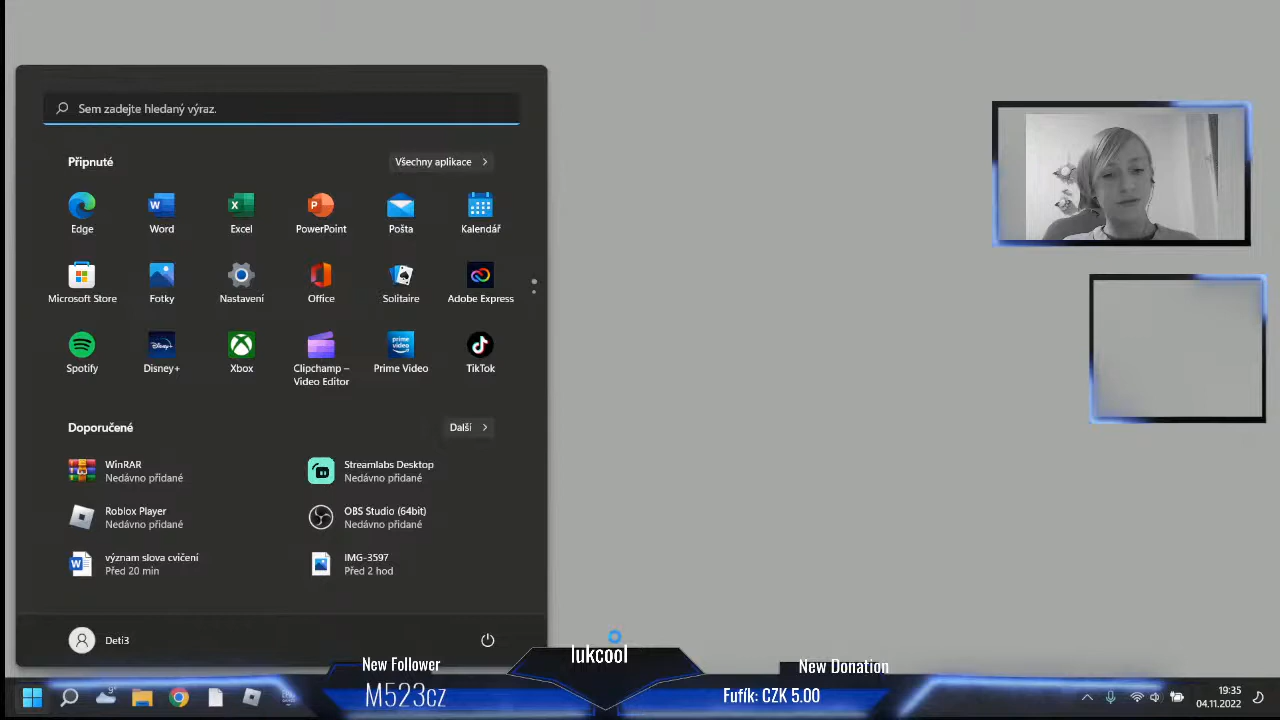 Sem zadejte hledaný výraz.
Připnuté
Všechny aplikace
Edge
Word
Excel
PowerPoint
Pošta
Kalendář
Microsoft Store
Fotky
Nastavení
Office
Solitaire
Adobe Express
Spotify
Disney+
Xbox
Clipchamp –
Video Editor
Prime Video
TikTok
Doporučené
Další
WinRAR
Nedávno přidané
Streamlabs Desktop
Nedávno přidané
Roblox Player
Nedávno přidané
OBS Studio (64bit)
Nedávno přidané
význam slova cvičení
Před 20 min
IMG-3597
Před 2 hod
Deti3
New Follower
M523cz
lukcool
New Donation
Fufík: CZK 5.00
19:35
04.11.2022